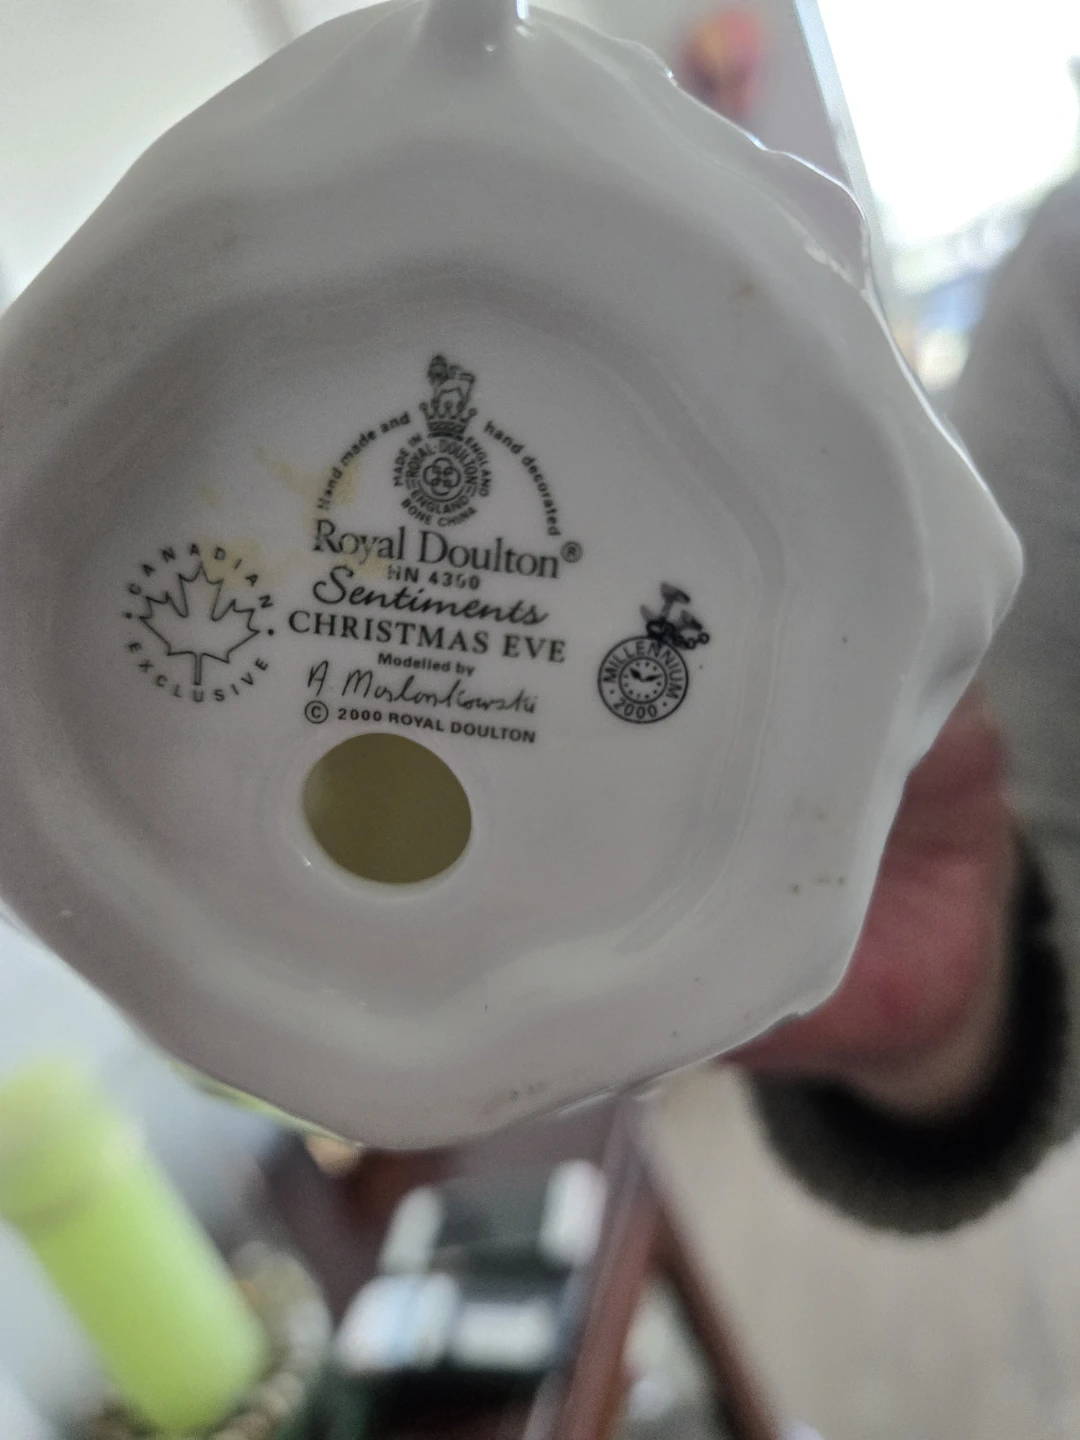 Hand made and hand decorated
MADE IN ENGLAND
ROYAL DOULTON
ENGLAND
BONE CHINA
Royal Doulton®
HN 4350
Sentiments
CHRISTMAS EVE
Modelled by
A Maslankowski
© 2000 ROYAL DOULTON
CANADIAN
EXCLUSIVE
MILLENNIUM
2000